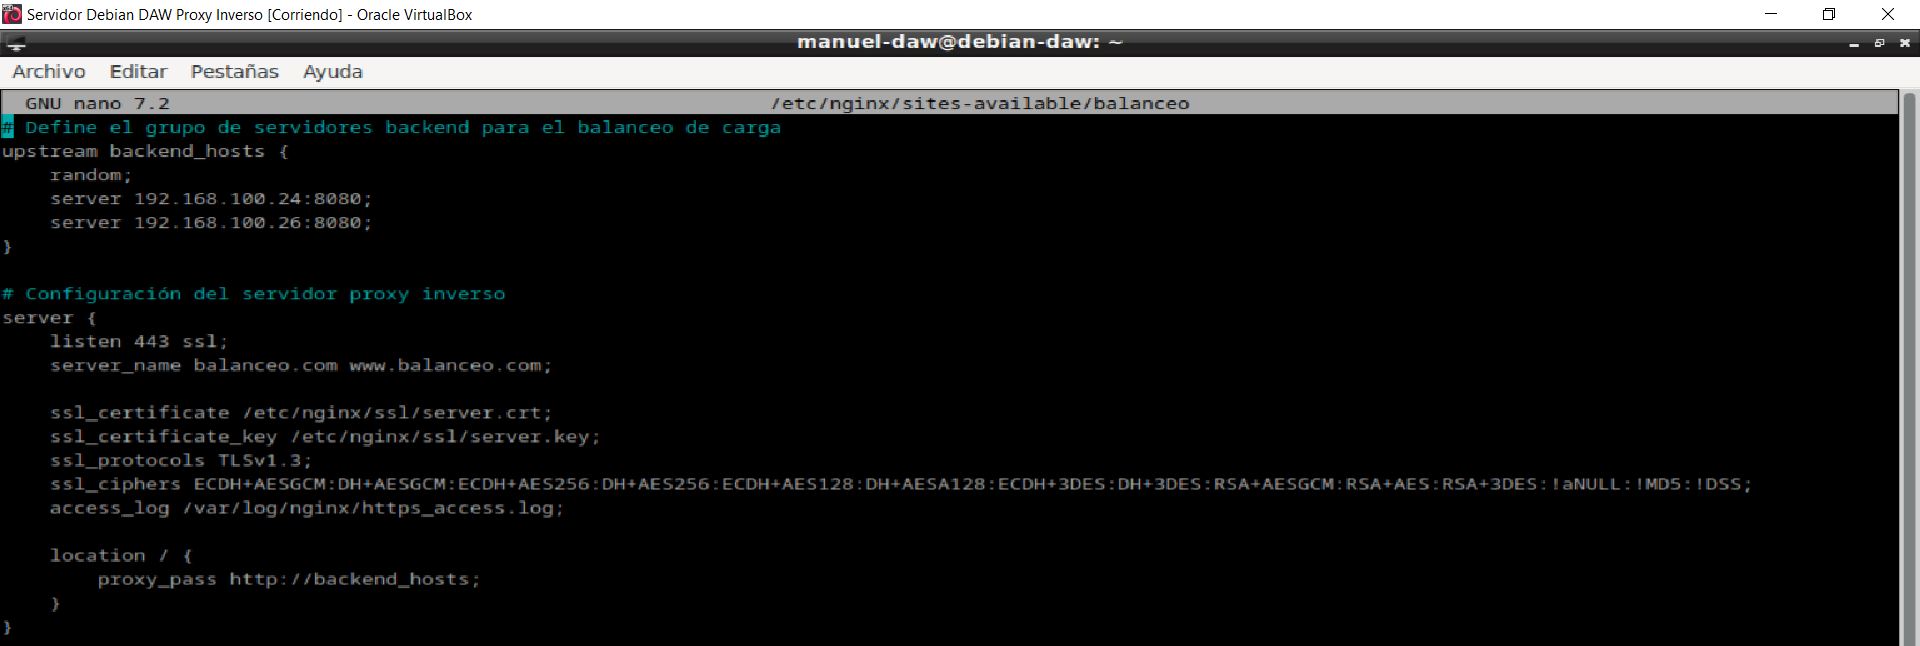 Servidor Debian DAW Proxy Inverso [Corriendo] - Oracle VirtualBox
manuel-daw@debian-daw: ~
Archivo Editar Pestañas Ayuda
GNU nano 7.2 /etc/nginx/sites-available/balanceo
# Define el grupo de servidores backend para el balanceo de carga
upstream backend_hosts {
    random;
    server 192.168.100.24:8080;
    server 192.168.100.26:8080;
}
# Configuración del servidor proxy inverso
server {
    listen 443 ssl;
    server_name balanceo.com www.balanceo.com;
    ssl_certificate /etc/nginx/ssl/server.crt;
    ssl_certificate_key /etc/nginx/ssl/server.key;
    ssl_protocols TLSv1.3;
    ssl_ciphers ECDH+AESGCM:DH+AESGCM:ECDH+AES256:DH+AES256:ECDH+AES128:DH+AESA128:ECDH+3DES:DH+3DES:RSA+AESGCM:RSA+AES:RSA+3DES:!aNULL:!MD5:!DSS;
    access_log /var/log/nginx/https_access.log;
    location / {
        proxy_pass http://backend_hosts;
    }
}